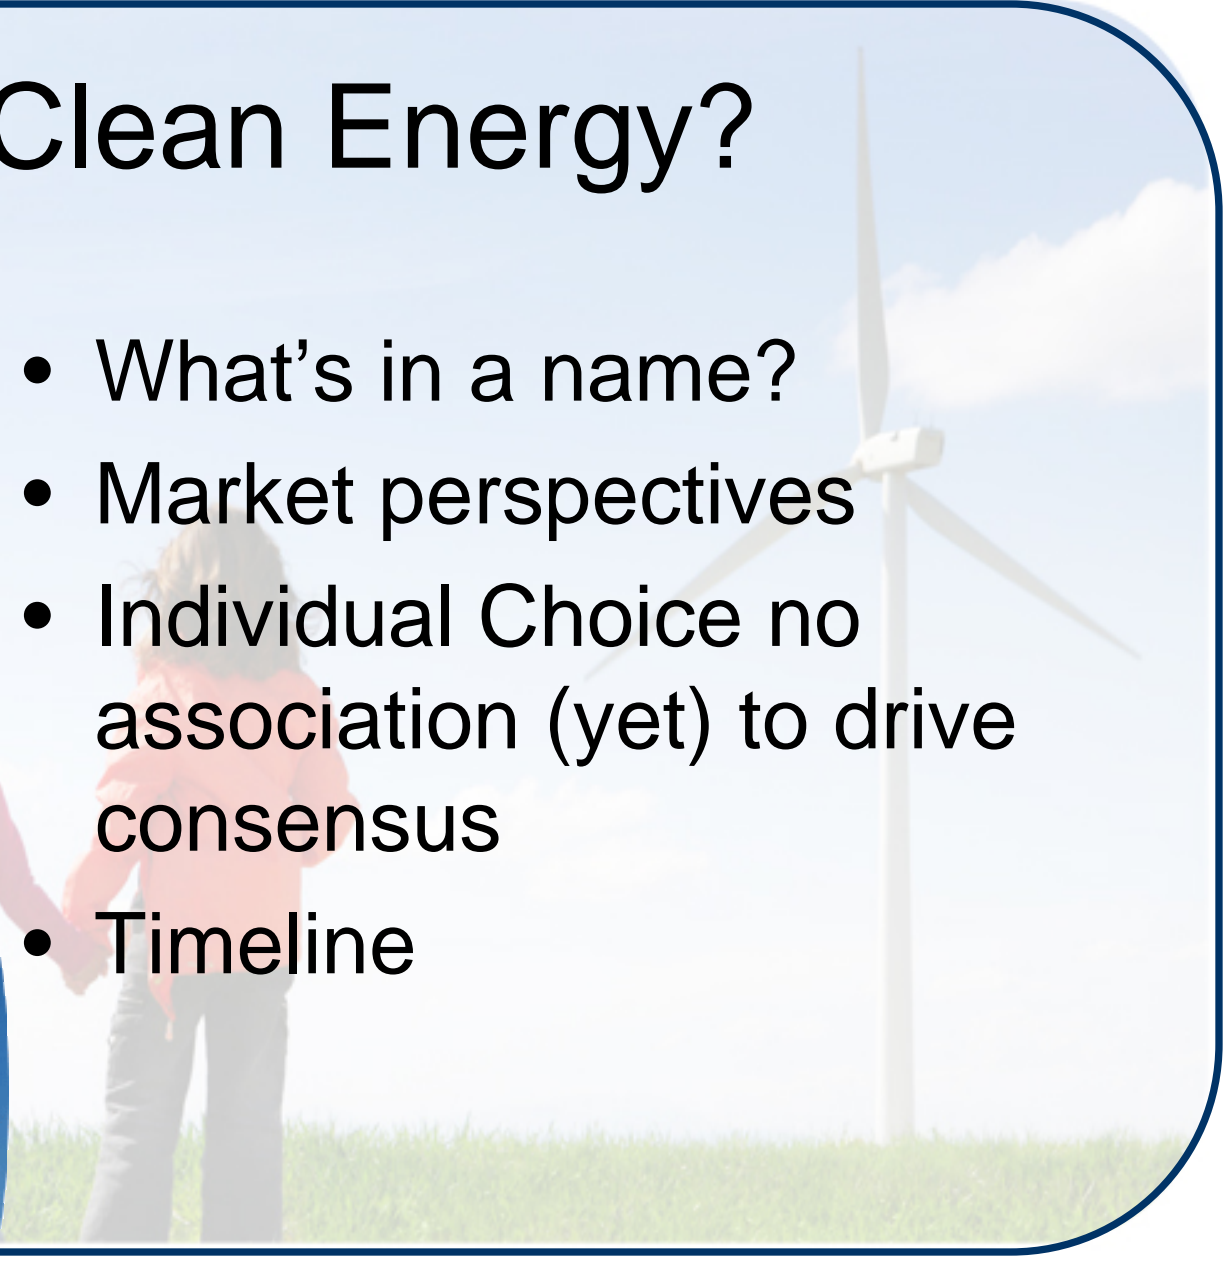 Clean Energy?
• What’s in a name?
• Market perspectives
• Individual Choice no
association (yet) to drive
consensus
• Timeline